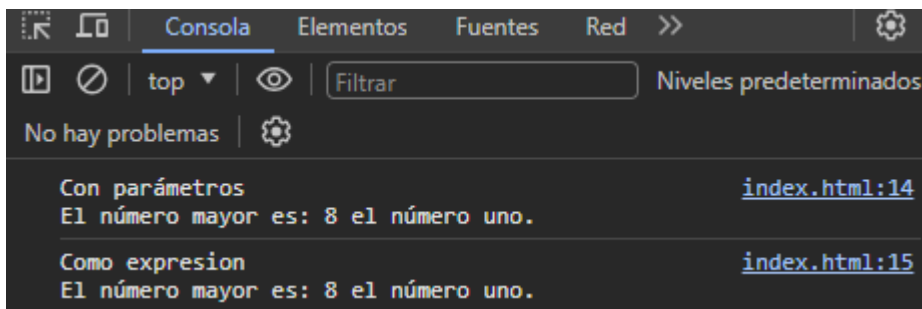 Consola Elementos Fuentes Red
top Filtrar Niveles predeterminados
No hay problemas
Con parámetros index.html:14
El número mayor es: 8 el número uno.
Como expresion index.html:15
El número mayor es: 8 el número uno.